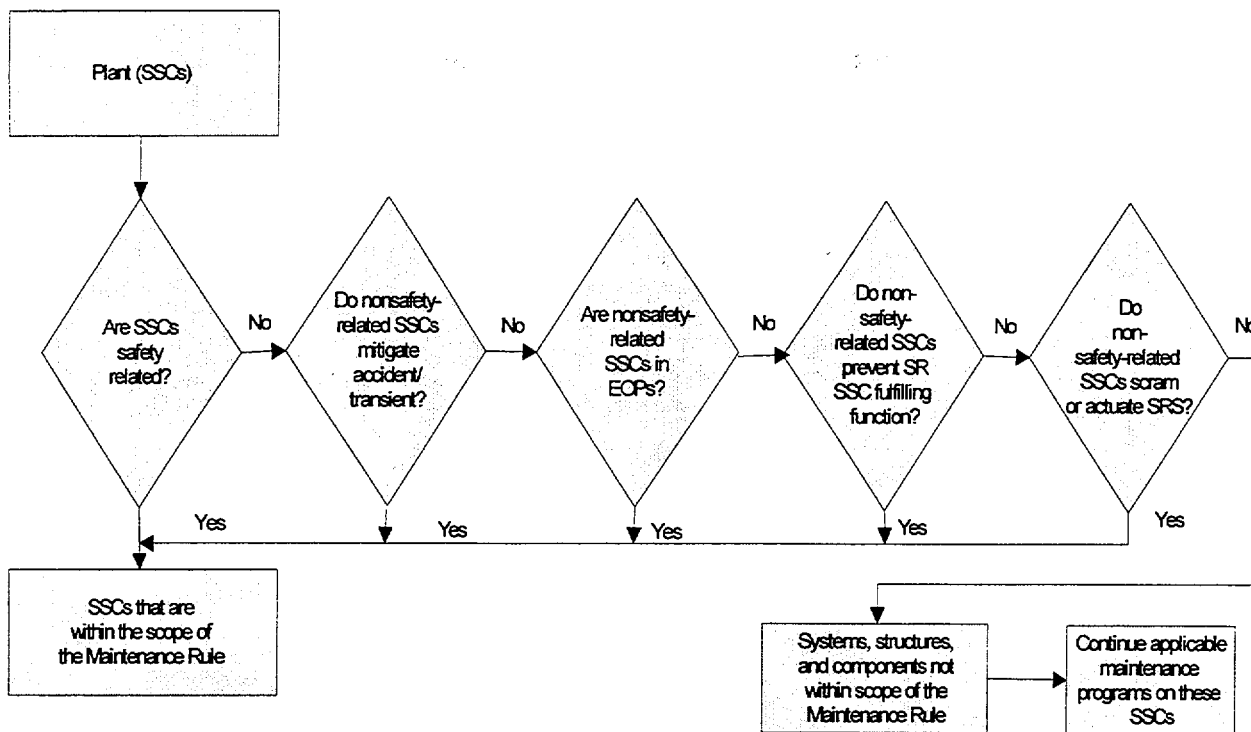 Plant (SSCs)
Are SSCs
safety
related?
No
Do nonsafety-
related SSCs
mitigate
accident/
transient?
No
Are nonsafety-
related
SSCs in
EOPs?
No
Do non-
safety-
related SSCs
prevent SR
SSC fulfilling
function?
No
Do
non-
safety-related
SSCs scram
or actuate SRS?
No
Yes
Yes
Yes
Yes
Yes
SSCs that are
within the scope of
the Maintenance Rule
Systems, structures,
and components not
within scope of the
Maintenance Rule
Continue applicable
maintenance
programs on these
SSCs